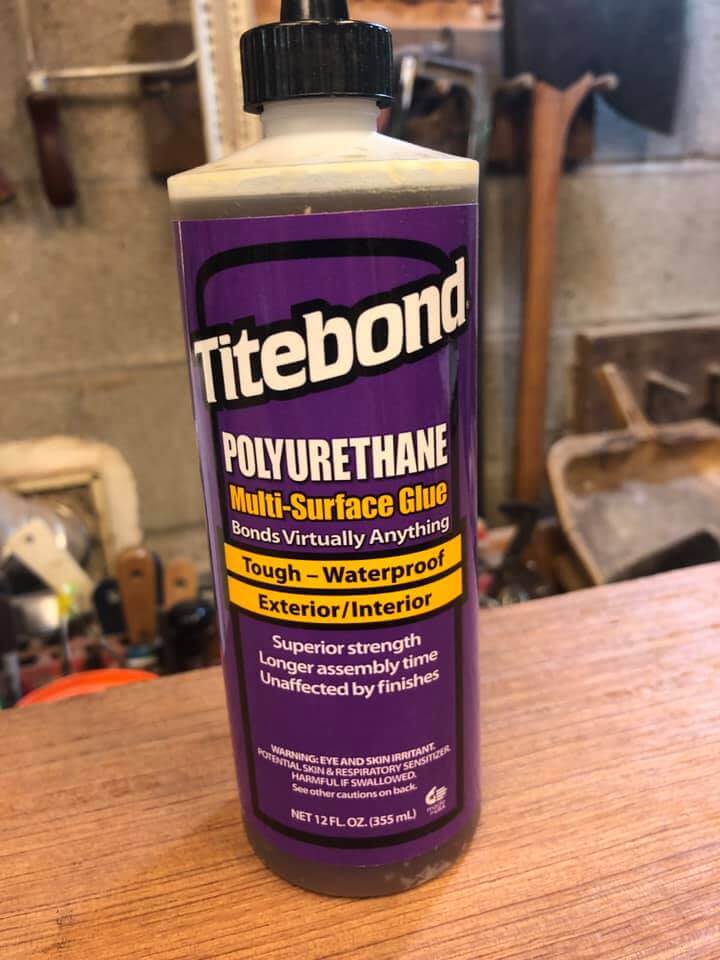 Titebond
POLYURETHANE
Multi-Surface Glue
Bonds Virtually Anything
Tough – Waterproof
Exterior/Interior
Superior strength
Longer assembly time
Unaffected by finishes
WARNING: EYE AND SKIN IRRITANT.
POTENTIAL SKIN & RESPIRATORY SENSITIZER.
HARMFUL IF SWALLOWED.
See other cautions on back.
NET 12 FL. OZ. (355 mL)